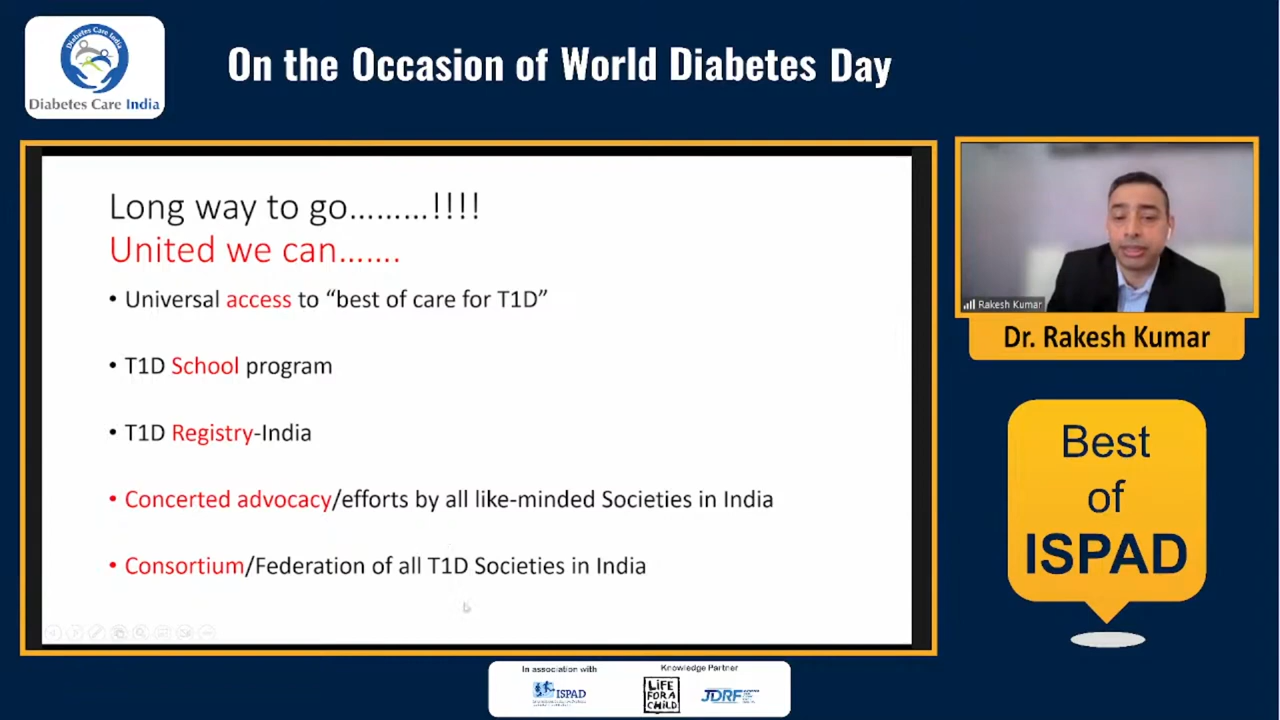 Diabetes Care India
Diabetes Care India
On the Occasion of World Diabetes Day
Long way to go.........!!!!
United we can.......
• Universal access to “best of care for T1D”
• T1D School program
• T1D Registry-India
• Concerted advocacy/efforts by all like-minded Societies in India
• Consortium/Federation of all T1D Societies in India
Rakesh Kumar
Dr. Rakesh Kumar
Best
of
ISPAD
In association with
ISPAD
Knowledge Partner
LiFE
FOR A
CHiLD
JDRF